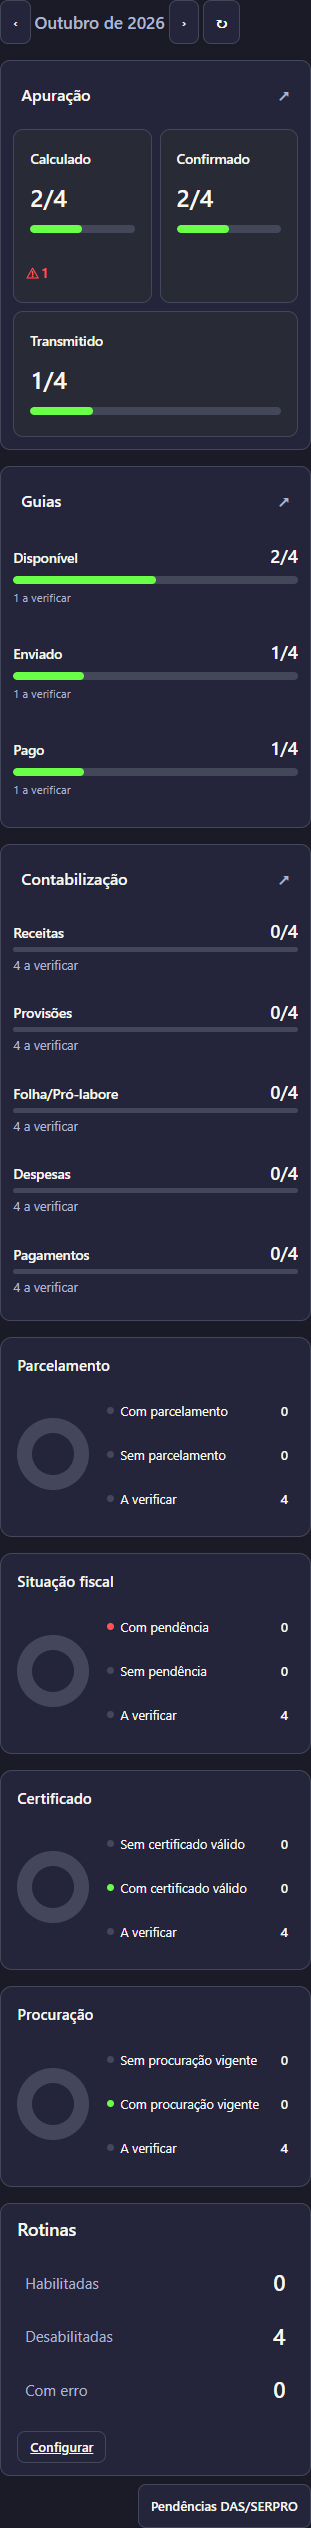 ‹ Outubro de 2026 › ↻
Apuração ↗
Calculado
2/4
⚠ 1
Confirmado
2/4
Transmitido
1/4
Guias ↗
Disponível 2/4
1 a verificar
Enviado 1/4
1 a verificar
Pago 1/4
1 a verificar
Contabilização ↗
Receitas 0/4
4 a verificar
Provisões 0/4
4 a verificar
Folha/Pró-labore 0/4
4 a verificar
Despesas 0/4
4 a verificar
Pagamentos 0/4
4 a verificar
Parcelamento
Com parcelamento 0
Sem parcelamento 0
A verificar 4
Situação fiscal
Com pendência 0
Sem pendência 0
A verificar 4
Certificado
Sem certificado válido 0
Com certificado válido 0
A verificar 4
Procuração
Sem procuração vigente 0
Com procuração vigente 0
A verificar 4
Rotinas
Habilitadas 0
Desabilitadas 4
Com erro 0
Configurar
Pendências DAS/SERPRO